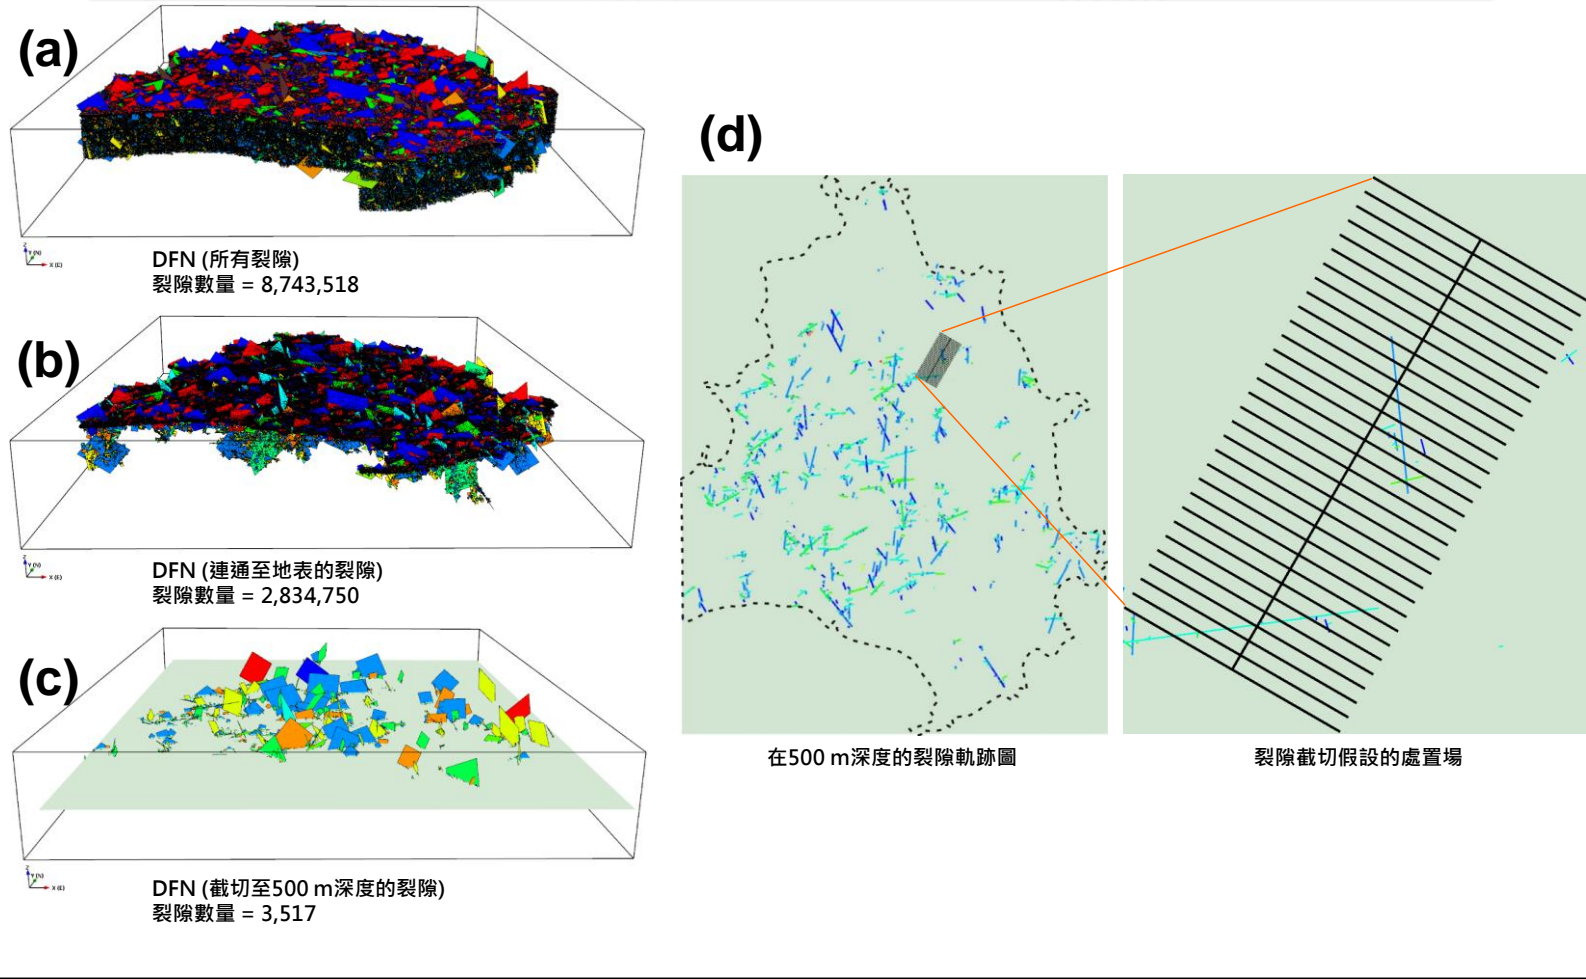 (a)
DFN (所有裂隙)
裂隙數量 = 8,743,518
(b)
DFN (連通至地表的裂隙)
裂隙數量 = 2,834,750
(c)
DFN (截切至500 m深度的裂隙)
裂隙數量 = 3,517
(d)
在500 m深度的裂隙軌跡圖
裂隙截切假設的處置場
Z
Y (N)
X (E)
Z
Y (N)
X (E)
Z
Y (N)
X (E)